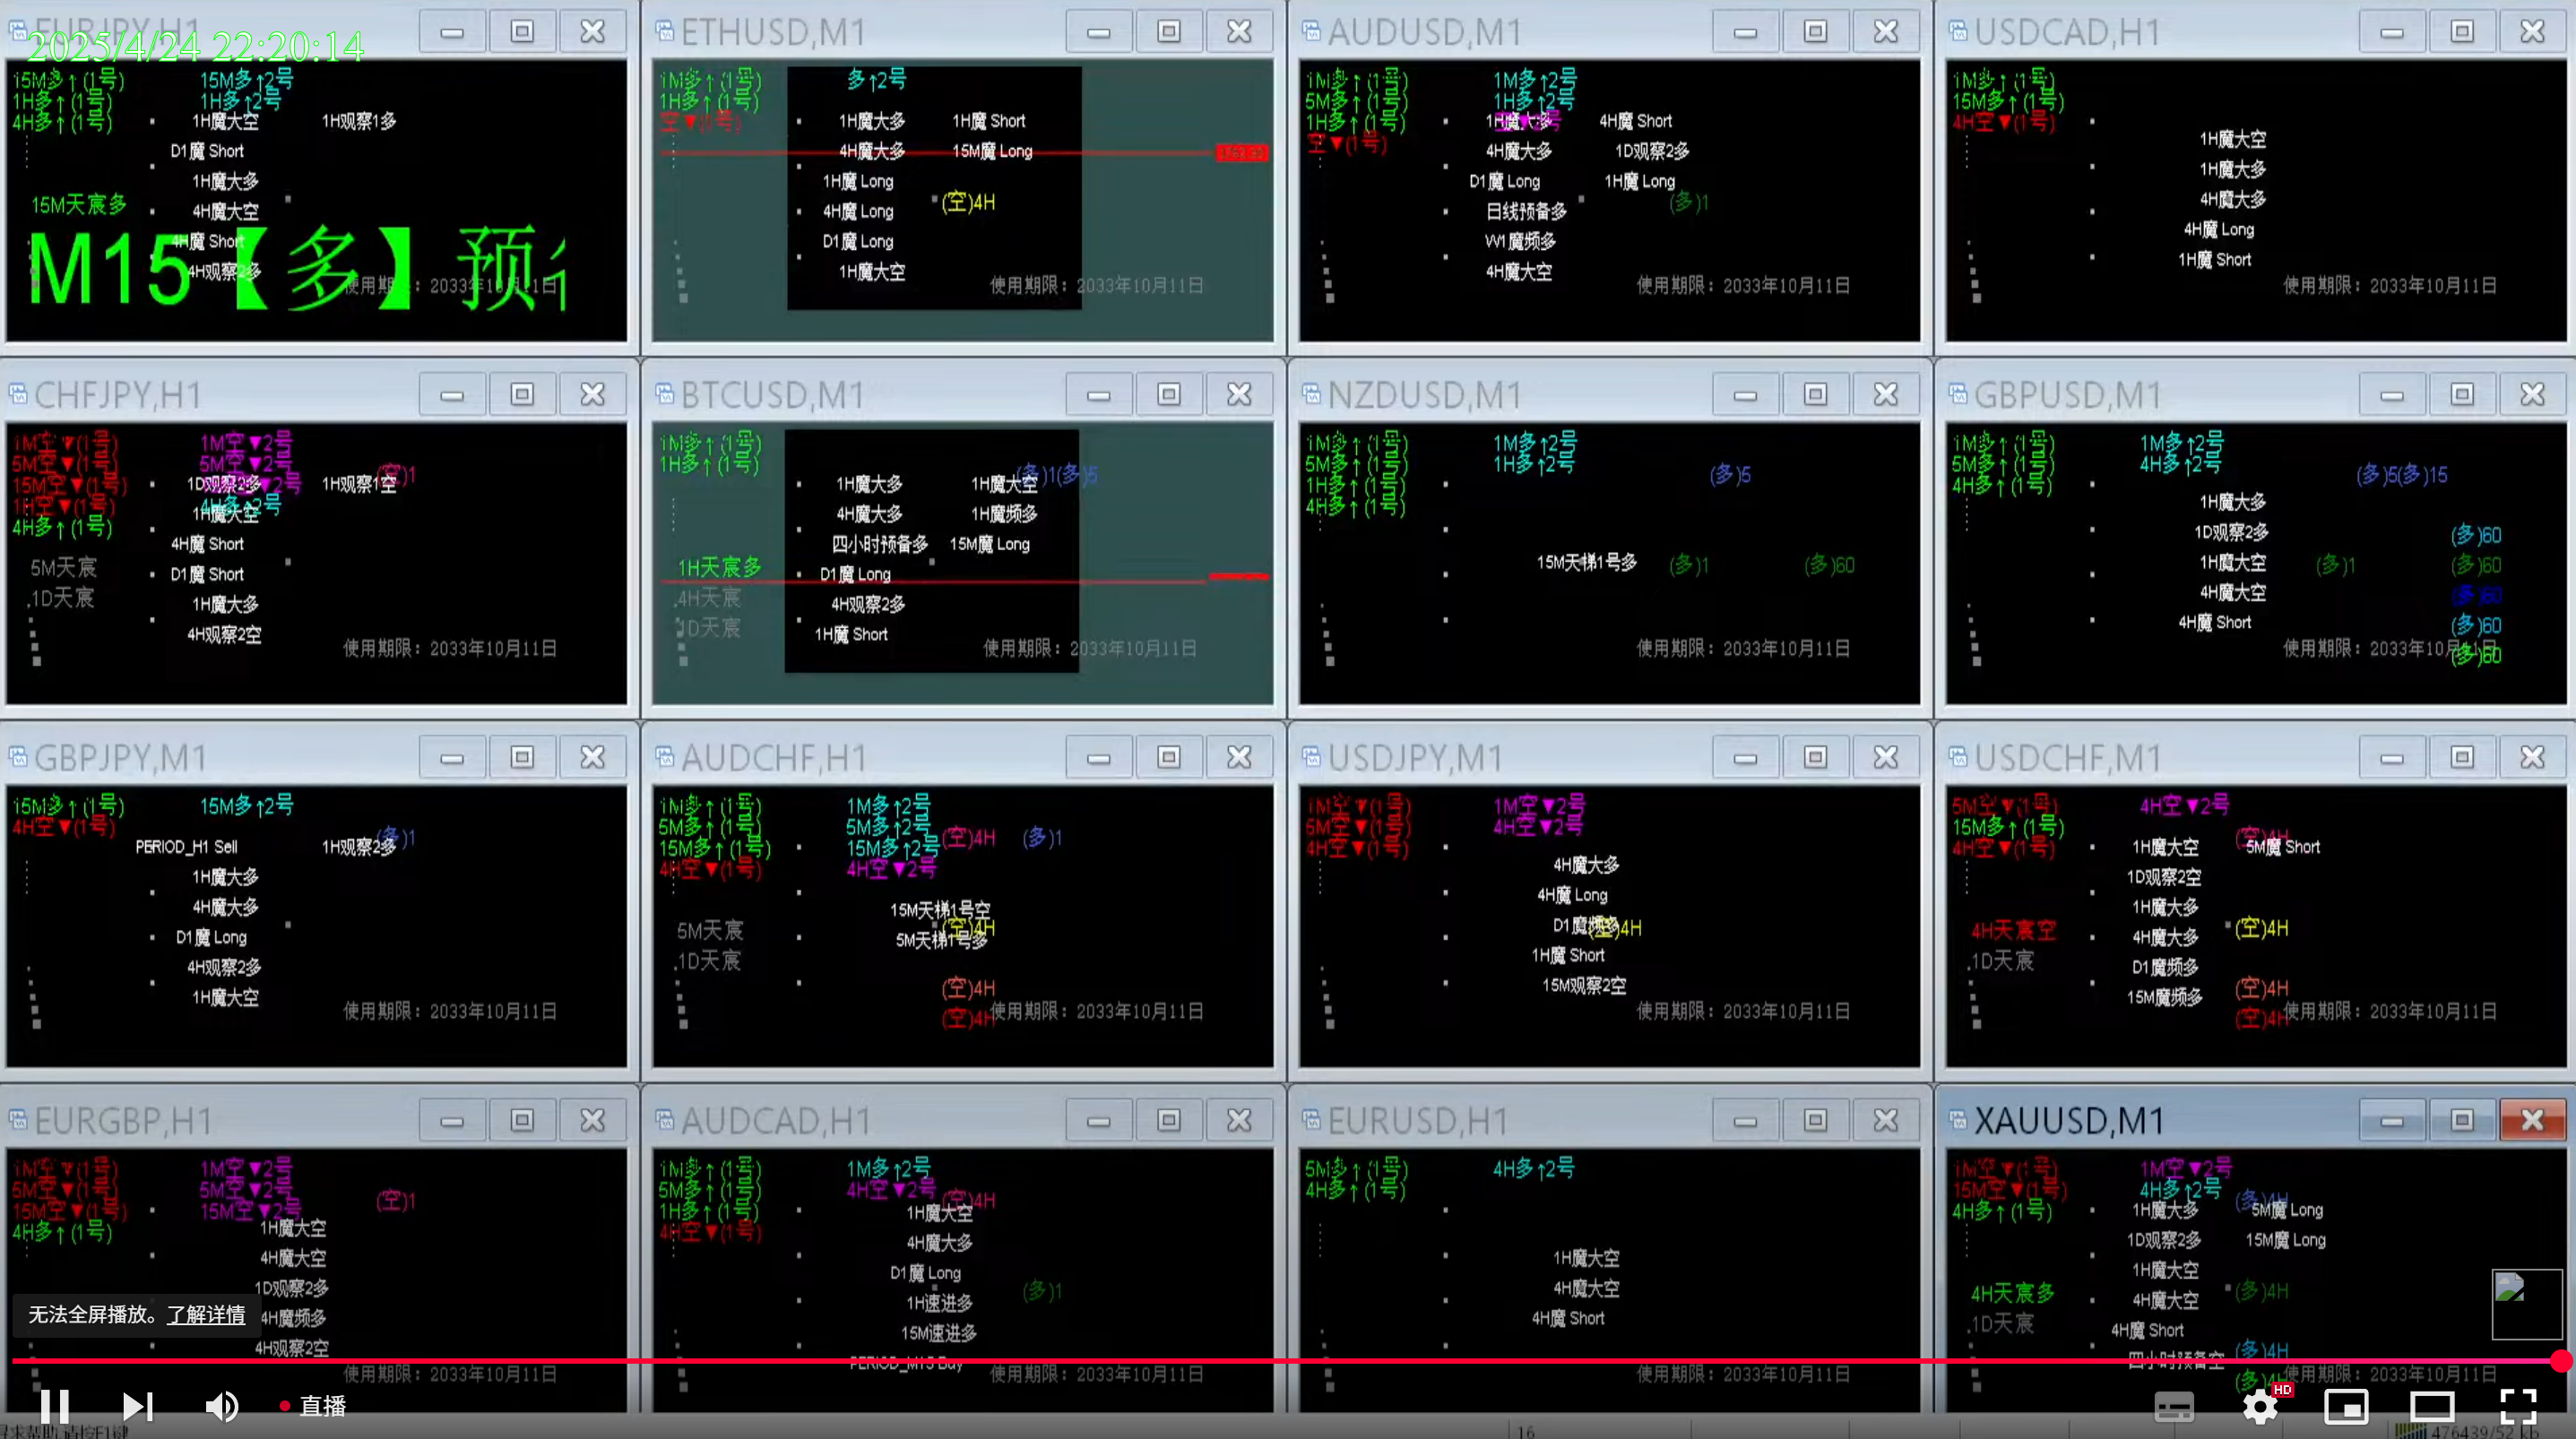 EURJPY,H1
2025/4/24 22:20:14
15M多↑(1号)
1H多↑(1号)
4H多↑(1号)
15M多↑2号
1H多↑2号
1H魔大空
1H观察1多
D1魔 Short
1H魔大多
15M天宸多
4H魔大空
4H魔 Short
4H观察2多
M15【多】预
使用期限：2033年10月11日
ETHUSD,M1
1M多↑(1号)
1H多↑(1号)
空▼(1号)
多↑2号
1H魔大多
1H魔 Short
4H魔大多
15M魔 Long
1H魔 Long
4H魔 Long
(空)4H
D1魔 Long
1H魔大空
使用期限：2033年10月11日
AUDUSD,M1
1M多↑(1号)
5M多↑(1号)
1H多↑(1号)
空▼(1号)
1M多↑2号
1H多↑2号
1H魔大多
4H魔 Short
4H魔大多
1D观察2多
D1魔 Long
1H魔 Long
日线预备多
(多)1
W1魔频多
4H魔大空
使用期限：2033年10月11日
USDCAD,H1
1M多↑(1号)
15M多↑(1号)
4H空▼(1号)
1H魔大空
1H魔大多
4H魔大多
4H魔 Long
1H魔 Short
使用期限：2033年10月11日
CHFJPY,H1
1M空▼(1号)
5M空▼(1号)
15M空▼(1号)
1H空▼(1号)
4H多↑(1号)
1M空▼2号
5M空▼2号
4H多↑2号
(空)1
1D观察2多
1H观察1空
1H魔大空
4H魔 Short
5M天宸
D1魔 Short
1D天宸
1H魔大多
4H观察2空
使用期限：2033年10月11日
BTCUSD,M1
1M多↑(1号)
1H多↑(1号)
(多)1(多)5
1H魔大多
1H魔大空
4H魔大多
1H魔频多
四小时预备多
15M魔 Long
1H天宸多
D1魔 Long
4H天宸
4H观察2多
1D天宸
1H魔 Short
使用期限：2033年10月11日
NZDUSD,M1
1M多↑(1号)
5M多↑(1号)
1H多↑(1号)
4H多↑(1号)
1M多↑2号
1H多↑2号
(多)5
15M天梯1号多
(多)1
(多)60
使用期限：2033年10月11日
GBPUSD,M1
1M多↑(1号)
5M多↑(1号)
4H多↑(1号)
1M多↑2号
4H多↑2号
(多)5(多)15
1H魔大多
1D观察2多
(多)60
1H魔大空
(多)1
(多)60
4H魔大空
(多)60
4H魔 Short
(多)60
使用期限：2033年10月11日
(多)60
GBPJPY,M1
15M多↑(1号)
4H空▼(1号)
15M多↑2号
(多)1
PERIOD_H1 Sell
1H观察2多
1H魔大多
4H魔大多
D1魔 Long
4H观察2多
1H魔大空
使用期限：2033年10月11日
AUDCHF,H1
1M多↑(1号)
5M多↑(1号)
15M多↑(1号)
4H空▼(1号)
1M多↑2号
5M多↑2号
15M多↑2号
4H空▼2号
(空)4H
(多)1
15M天梯1号空
(空)4H
5M天梯1号多
5M天宸
1D天宸
(空)4H
(空)4H
使用期限：2033年10月11日
USDJPY,M1
1M空▼(1号)
5M空▼(1号)
4H空▼(1号)
1M空▼2号
4H空▼2号
4H魔大多
4H魔 Long
D1魔频多
(空)4H
1H魔 Short
15M观察2空
使用期限：2033年10月11日
USDCHF,M1
5M空▼(1号)
15M多↑(1号)
4H空▼(1号)
4H空▼2号
(空)4H
1H魔大空
5M魔 Short
1D观察2空
1H魔大多
4H天宸空
4H魔大多
(空)4H
1D天宸
D1魔频多
15M魔频多
(空)4H
(空)4H
使用期限：2033年10月11日
EURGBP,H1
1M空▼(1号)
5M空▼(1号)
15M空▼(1号)
4H多↑(1号)
1M空▼2号
5M空▼2号
15M空▼2号
(空)1
1H魔大空
4H魔大空
1D观察2多
4H魔频多
4H观察2空
使用期限：2033年10月11日
AUDCAD,H1
1M多↑(1号)
5M多↑(1号)
1H多↑(1号)
4H空▼(1号)
1M多↑2号
4H空▼2号
(空)4H
1H魔大空
4H魔大多
D1魔 Long
1H速进多
(多)1
15M速进多
PERIOD_M15 Buy
使用期限：2033年10月11日
EURUSD,H1
5M多↑(1号)
4H多↑(1号)
4H多↑2号
1H魔大空
4H魔大空
4H魔 Short
使用期限：2033年10月11日
XAUUSD,M1
1M空▼(1号)
15M空▼(1号)
4H多↑(1号)
1M空▼2号
4H多↑2号
(多)4H
1H魔大多
5M魔 Long
1D观察2多
15M魔 Long
1H魔大空
4H天宸多
4H魔大空
(多)4H
1D天宸
4H魔 Short
四小时预备空
(多)4H
(多)4H
使用期限：2033年10月11日
无法全屏播放。了解详情
直播
HD
16